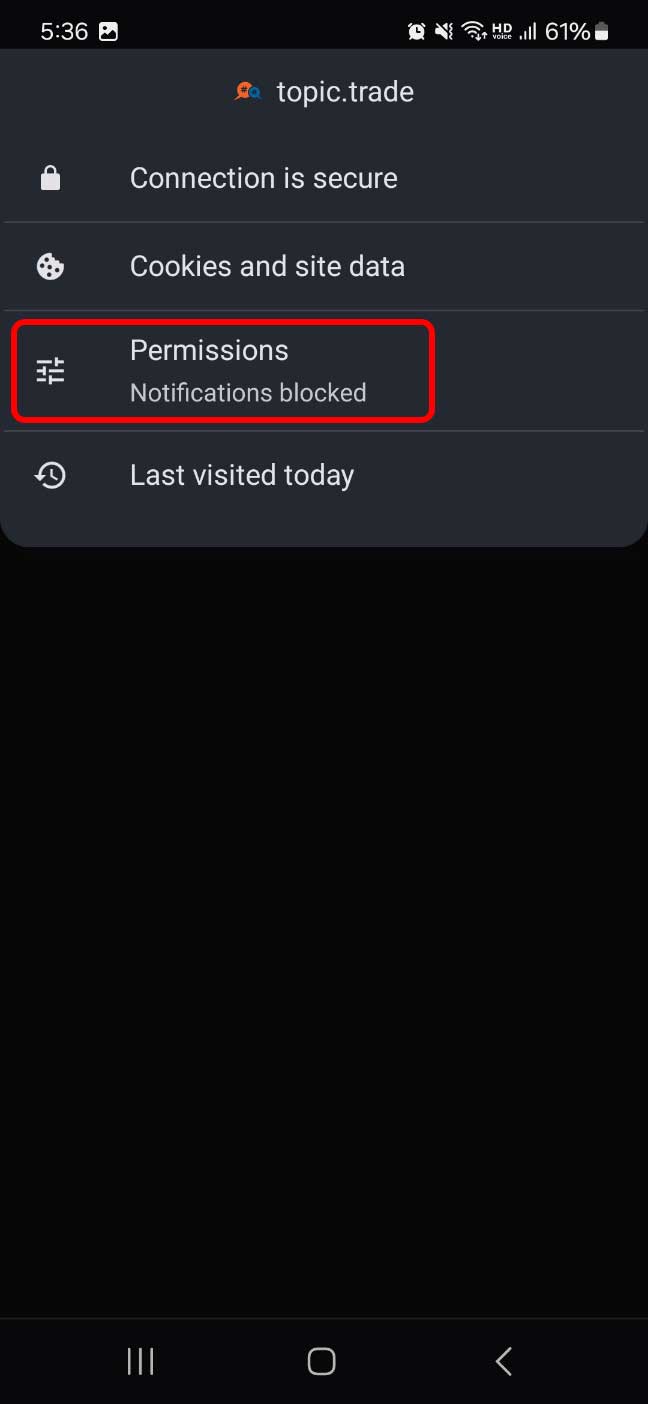 5:36 HD voice 61%
topic.trade
Connection is secure
Cookies and site data
Permissions
Notifications blocked
Last visited today